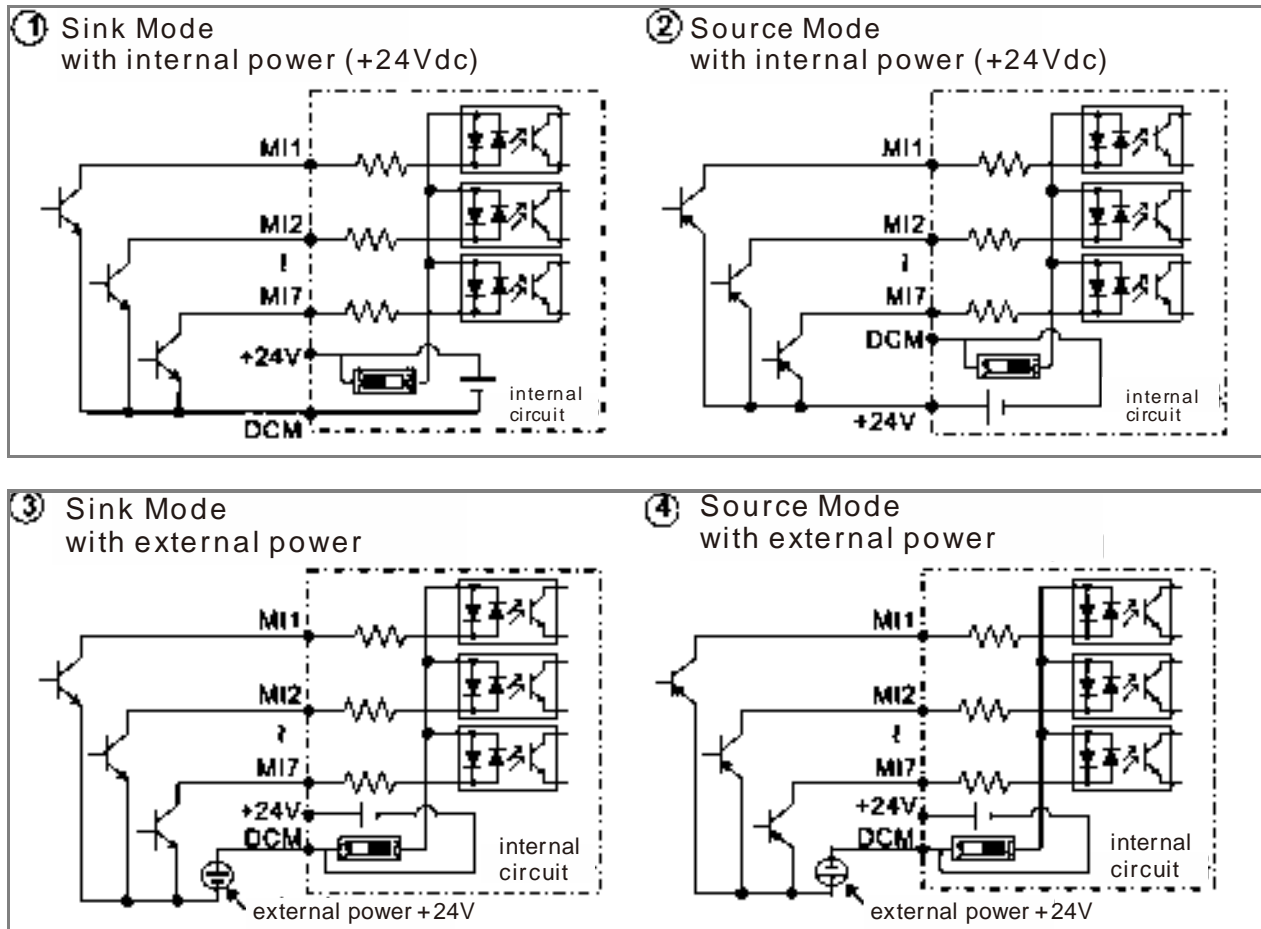 1 Sink Mode
with internal power (+24Vdc)
MI1
MI2
MI7
+24V
internal
circuit
DCM
2 Source Mode
with internal power (+24Vdc)
MI1
MI2
MI7
DCM
internal
circuit
+24V
3 Sink Mode
with external power
MI1
MI2
MI7
+24V
DCM
internal
circuit
external power +24V
4 Source Mode
with external power
MI1
MI2
MI7
+24V
DCM
internal
circuit
external power +24V